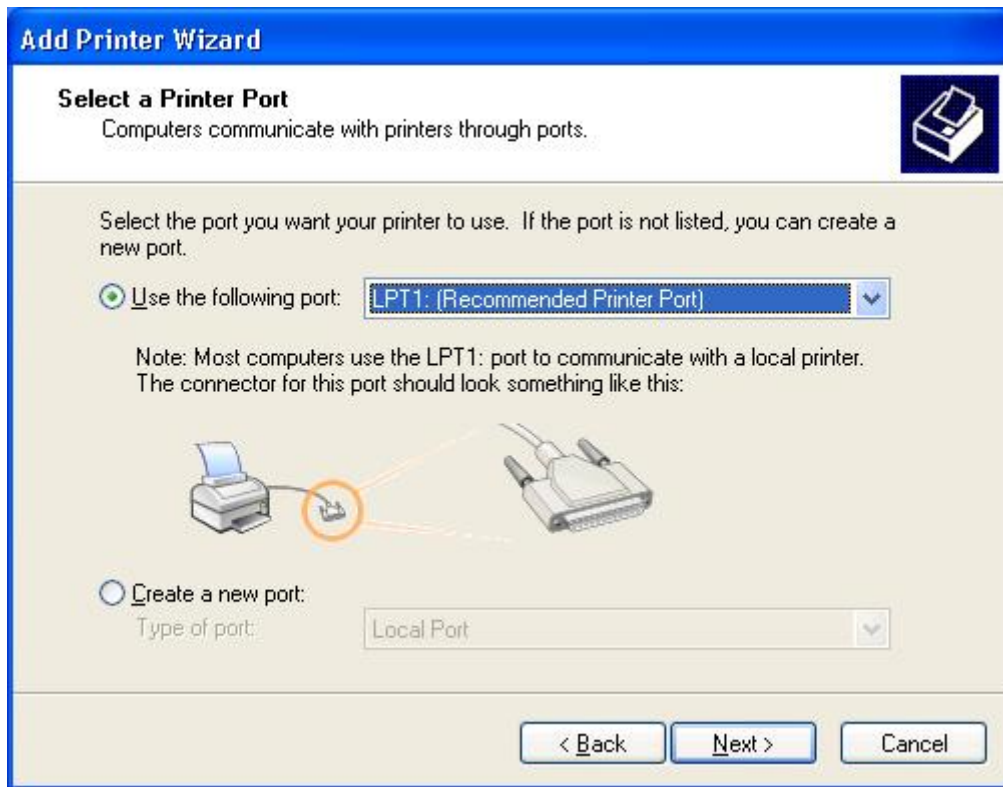 Add Printer Wizard
Select a Printer Port
Computers communicate with printers through ports.
Select the port you want your printer to use.  If the port is not listed, you can create a
new port.
Use the following port: LPT1: (Recommended Printer Port)
Note: Most computers use the LPT1: port to communicate with a local printer.
The connector for this port should look something like this:
Create a new port:
Type of port: Local Port
< Back Next > Cancel